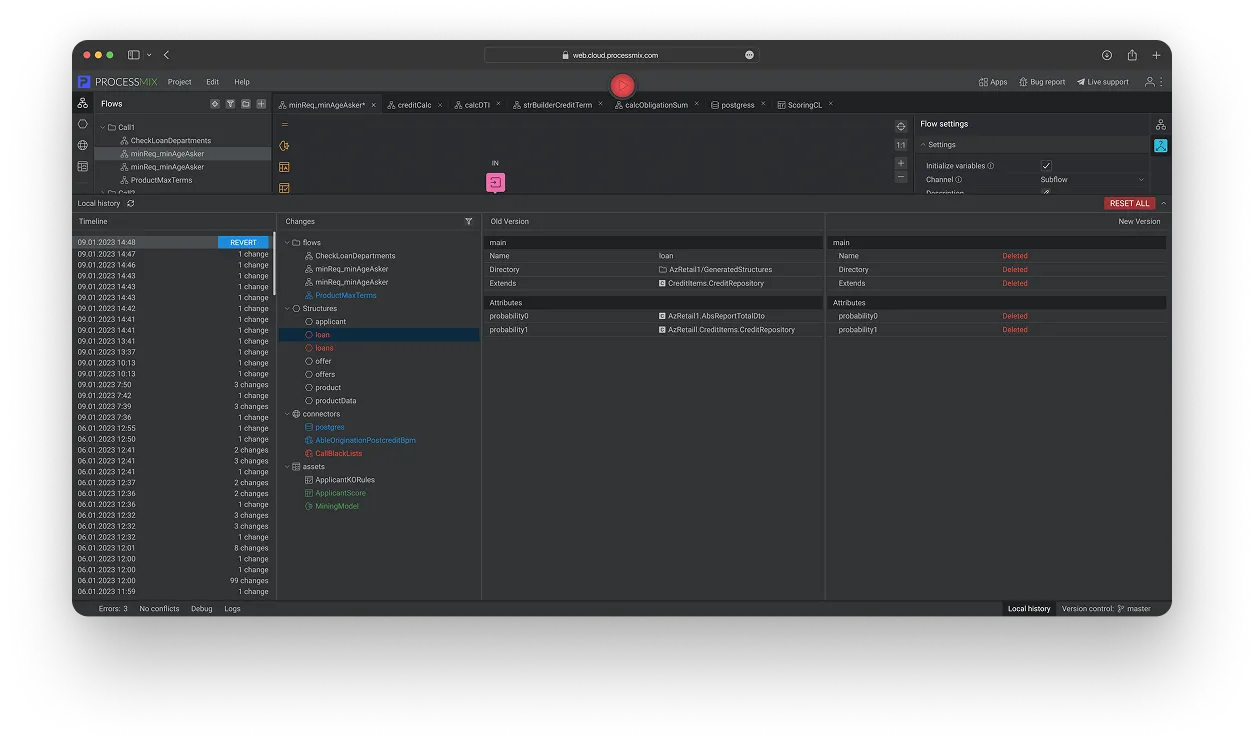 web.cloud.processmix.com
PROCESSMIX Project Edit Help Apps Bug report Live support
Flows
minReq_minAgeAsker* × creditCalc × calcDTI × strBuilderCreditTerm × calcObligationSum × postgress × ScoringCL ×
Flow settings
Call1
CheckLoanDepartments
minReq_minAgeAsker
minReq_minAgeAsker
ProductMaxTerms
Call2
1:1
IN
Settings
Initialize variables
Channel Subflow
Description
Local history RESET ALL
Timeline Changes Old Version New Version
09.01.2023 14:48 REVERT
09.01.2023 14:47 1 change
09.01.2023 14:46 1 change
09.01.2023 14:43 1 change
09.01.2023 14:43 1 change
09.01.2023 14:43 1 change
09.01.2023 14:42 1 change
09.01.2023 14:41 1 change
09.01.2023 14:41 1 change
09.01.2023 13:41 1 change
09.01.2023 13:37 1 change
09.01.2023 10:13 1 change
09.01.2023 10:13 1 change
09.01.2023 7:50 3 changes
09.01.2023 7:42 1 change
09.01.2023 7:39 3 changes
09.01.2023 7:36 1 change
06.01.2023 12:55 1 change
06.01.2023 12:50 1 change
06.01.2023 12:41 2 changes
06.01.2023 12:41 3 changes
06.01.2023 12:41 1 change
06.01.2023 12:37 2 changes
06.01.2023 12:36 2 changes
06.01.2023 12:36 1 change
06.01.2023 12:32 3 changes
06.01.2023 12:32 3 changes
06.01.2023 12:32 1 change
06.01.2023 12:01 8 changes
06.01.2023 12:00 1 change
06.01.2023 12:00 1 change
06.01.2023 12:00 99 changes
06.01.2023 11:59 1 change
flows
CheckLoanDepartments
minReq_minAgeAsker
minReq_minAgeAsker
ProductMaxTerms
Structures
applicant
loan
loans
offer
offers
product
productData
connectors
postgres
AbleOriginationPostcreditBpm
CallBlackLists
assets
ApplicantKORules
ApplicantScore
MiningModel
main
Name loan
Directory AzRetail1/GeneratedStructures
Extends CreditItems.CreditRepository
Attributes
probability0 AzRetail1.AbsReportTotalDto
probability1 AzRetail.CreditItems.CreditRepository
main
Name Deleted
Directory Deleted
Extends Deleted
Attributes
probability0 Deleted
probability1 Deleted
Errors: 3 No conflicts Debug Logs Local history Version control: master